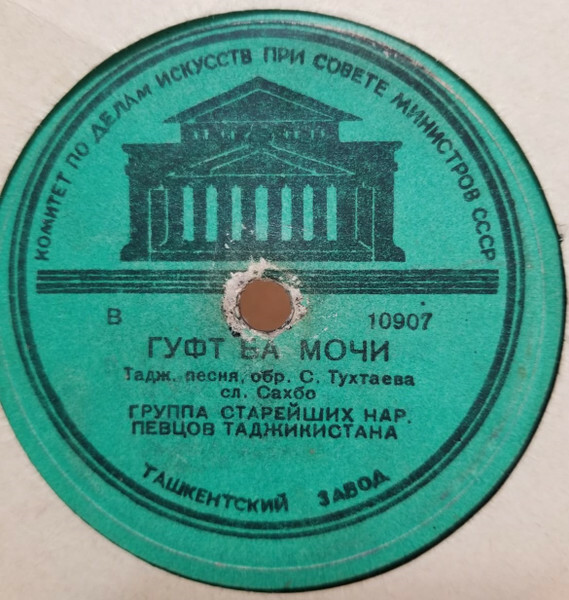 КОМИТЕТ ПО ДЕЛАМ ИСКУССТВ ПРИ СОВЕТЕ МИНИСТРОВ СССР
В 10907
ГУФТ ВА МОЧИ
Тадж. песня, обр. С. Тухтаева
сл. Сахбо
ГРУППА СТАРЕЙШИХ НАР.
ПЕВЦОВ ТАДЖИКИСТАНА
ТАШКЕНТСКИЙ ЗАВОД